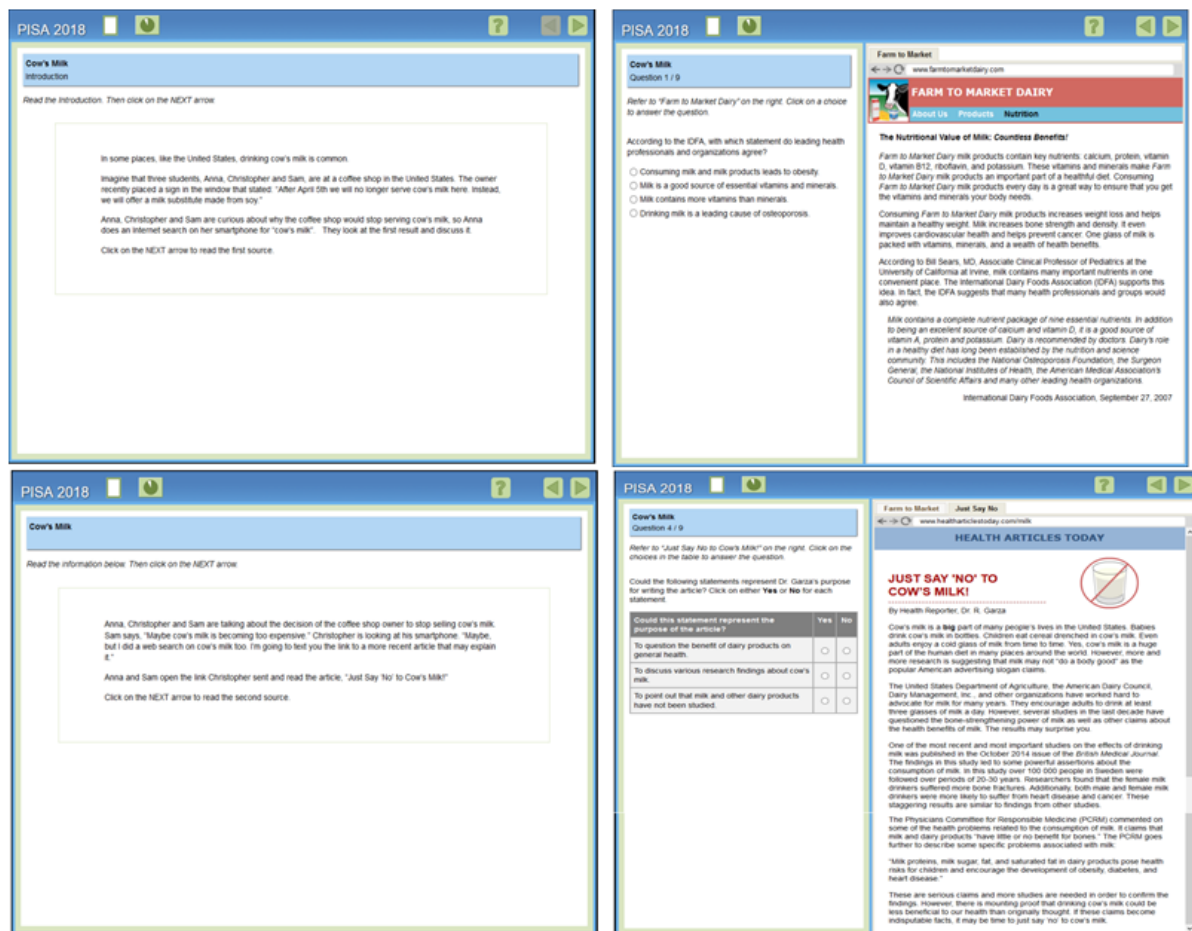 PISA 2018
?
Cow's Milk
Introduction
Read the introduction. Then click on the NEXT arrow.
In some places, like the United States, drinking cow's milk is common.
Imagine that three students, Anna, Christopher and Sam, are at a coffee shop in the United States. The owner
recently placed a sign in the window that stated: "After April 5th we will no longer serve cow's milk here. Instead,
we will offer a milk substitute made from soy."
Anna, Christopher and Sam are curious about why the coffee shop would stop serving cow's milk, so Anna
does an Internet search on her smartphone for "cow's milk". They look at the first result and discuss it.
Click on the NEXT arrow to read the first source.
PISA 2018
?
Cow's Milk
Question 1 / 9
Refer to "Farm to Market Dairy" on the right. Click on a choice
to answer the question.
According to the IDFA, with which statement do leading health
professionals and organizations agree?
Consuming milk and milk products leads to obesity.
Milk is a good source of essential vitamins and minerals.
Milk contains more vitamins than minerals.
Drinking milk is a leading cause of osteoporosis.
Farm to Market
www.farmtomarketdairy.com
FARM TO MARKET DAIRY
About Us Products Nutrition
The Nutritional Value of Milk: Countless Benefits!
Farm to Market Dairy milk products contain key nutrients: calcium, protein, vitamin
D, vitamin B12, riboflavin, and potassium. These vitamins and minerals make Farm
to Market Dairy milk products an important part of a healthful diet. Consuming
Farm to Market Dairy milk products every day is a great way to ensure that you get
the vitamins and minerals your body needs.
Consuming Farm to Market Dairy milk products increases weight loss and helps
maintain a healthy weight. Milk increases bone strength and density. It even
improves cardiovascular health and helps prevent cancer. One glass of milk is
packed with vitamins, minerals, and a wealth of health benefits.
According to Bill Sears, MD, Associate Clinical Professor of Pediatrics at the
University of California at Irvine, milk contains many important nutrients in one
convenient place. The International Dairy Foods Association (IDFA) supports this
idea. In fact, the IDFA suggests that many health professionals and groups would
also agree.
Milk contains a complete nutrient package of nine essential nutrients. In addition
to being an excellent source of calcium and vitamin D, it is a good source of
vitamin A, protein and potassium. Dairy is recommended by doctors. Dairy's role
in a healthy diet has long been established by the nutrition and science
community. This includes the National Osteoporosis Foundation, the Surgeon
General, the National Institutes of Health, the American Medical Association's
Council of Scientific Affairs and many other leading health organizations.
International Dairy Foods Association, September 27, 2007
PISA 2018
?
Cow's Milk
Read the information below. Then click on the NEXT arrow.
Anna, Christopher and Sam are talking about the decision of the coffee shop owner to stop selling cow's milk.
Sam says, "Maybe cow's milk is becoming too expensive." Christopher is looking at his smartphone. "Maybe,
but I did a web search on cow's milk too. I'm going to text you the link to a more recent article that may explain
it."
Anna and Sam open the link Christopher sent and read the article, "Just Say 'No' to Cow's Milk!"
Click on the NEXT arrow to read the second source.
PISA 2018
?
Cow's Milk
Question 4 / 9
Refer to "Just Say No to Cow's Milk!" on the right. Click on the
choices in the table to answer the question.
Could the following statements represent Dr. Garza's purpose
for writing the article? Click on either Yes or No for each
statement.
Could this statement represent the Yes No
purpose of the article?
To question the benefit of dairy products on
general health.
To discuss various research findings about cow's
milk.
To point out that milk and other dairy products
have not been studied.
Farm to Market Just Say No
www.healtharticlestoday.com/milk
HEALTH ARTICLES TODAY
JUST SAY 'NO' TO
COW'S MILK!
By Health Reporter, Dr. R. Garza
Cow's milk is a big part of many people's lives in the United States. Babies
drink cow's milk in bottles. Children eat cereal drenched in cow's milk. Even
adults enjoy a cold glass of milk from time to time. Yes, cow's milk is a huge
part of the human diet in many places around the world. However, more and
more research is suggesting that milk may not "do a body good" as the
popular American advertising slogan claims.
The United States Department of Agriculture, the American Dairy Council,
Dairy Management, Inc., and other organizations have worked hard to
advocate for milk for many years. They encourage adults to drink at least
three glasses of milk a day. However, several studies in the last decade have
questioned the bone-strengthening power of milk as well as other claims about
the health benefits of milk. The results may surprise you.
One of the most recent and most important studies on the effects of drinking
milk was published in the October 2014 issue of the British Medical Journal.
The findings in this study led to some powerful assertions about the
consumption of milk. In this study over 100 000 people in Sweden were
followed over periods of 20-30 years. Researchers found that the female milk
drinkers suffered more bone fractures. Additionally, both male and female milk
drinkers were more likely to suffer from heart disease and cancer. These
staggering results are similar to findings from other studies.
The Physicians Committee for Responsible Medicine (PCRM) commented on
some of the health problems related to the consumption of milk. It claims that
milk and dairy products "have little or no benefit for bones." The PCRM goes
further to describe some specific problems associated with milk:
"Milk proteins, milk sugar, fat, and saturated fat in dairy products pose health
risks for children and encourage the development of obesity, diabetes, and
heart disease."
These are serious claims and more studies are needed in order to confirm the
findings. However, there is mounting proof that drinking cow's milk could be
less beneficial to our health than originally thought. If these claims become
indisputable facts, it may be time to just say 'no' to cow's milk.